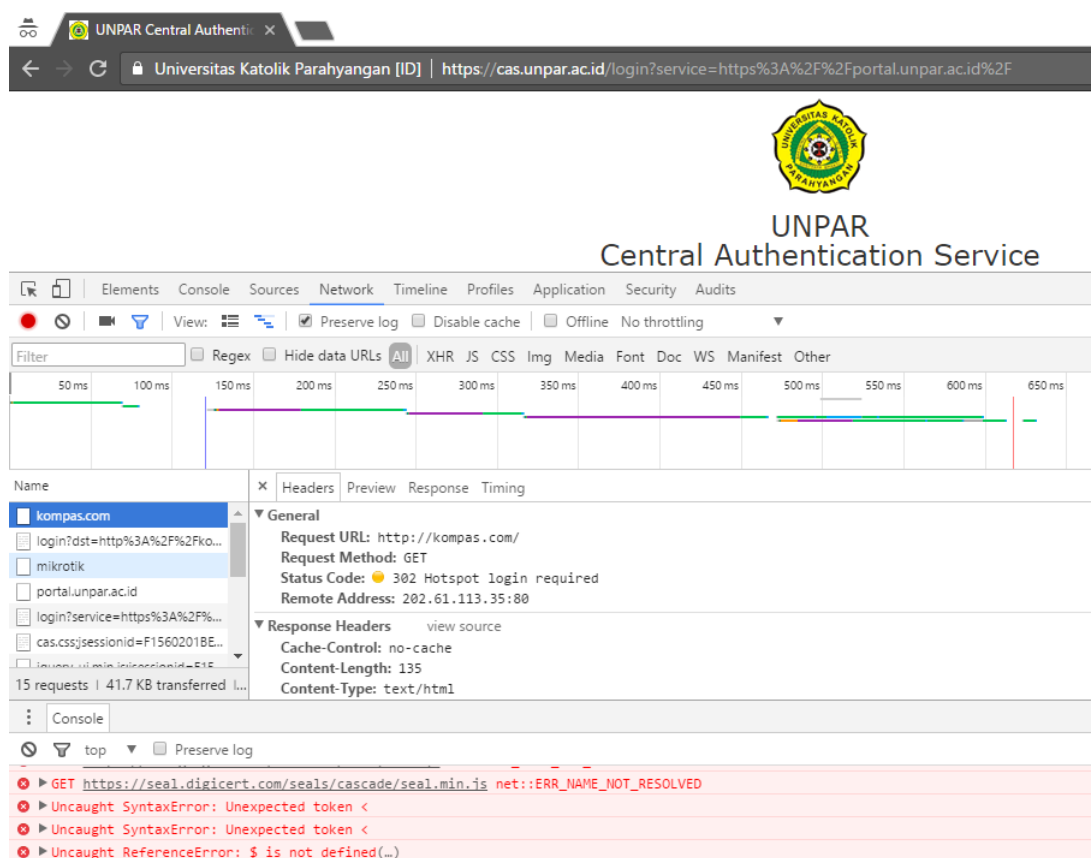 UNPAR Central Authentic
Universitas Katolik Parahyangan [ID] | https://cas.unpar.ac.id/login?service=https%3A%2F%2Fportal.unpar.ac.id%2F
UNIVERSITAS KATOLIK
PARAHYANGAN
UNPAR
Central Authentication Service
Elements Console Sources Network Timeline Profiles Application Security Audits
View: Preserve log Disable cache Offline No throttling
Filter Regex Hide data URLs All XHR JS CSS Img Media Font Doc WS Manifest Other
50 ms 100 ms 150 ms 200 ms 250 ms 300 ms 350 ms 400 ms 450 ms 500 ms 550 ms 600 ms 650 ms
Name
kompas.com
login?dst=http%3A%2F%2Fko...
mikrotik
portal.unpar.ac.id
login?service=https%3A%2F%...
cas.css;jsessionid=F1560201BE...
15 requests | 41.7 KB transferred |...
× Headers Preview Response Timing
General
Request URL: http://kompas.com/
Request Method: GET
Status Code: 302 Hotspot login required
Remote Address: 202.61.113.35:80
Response Headers view source
Cache-Control: no-cache
Content-Length: 135
Content-Type: text/html
Console
top Preserve log
GET https://seal.digicert.com/seals/cascade/seal.min.js net::ERR_NAME_NOT_RESOLVED
Uncaught SyntaxError: Unexpected token <
Uncaught SyntaxError: Unexpected token <
Uncaught ReferenceError: $ is not defined(…)